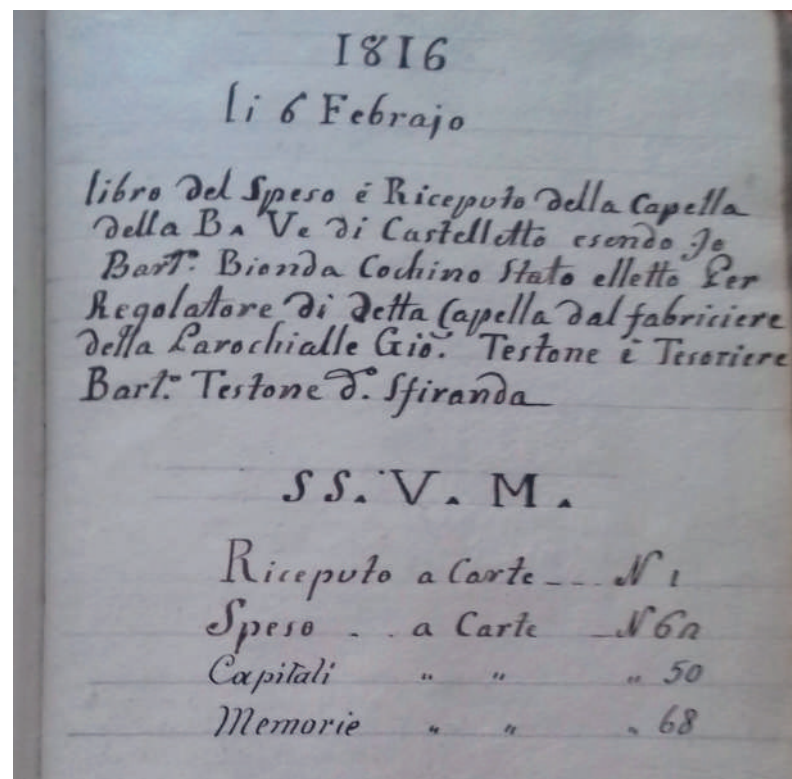 1816
li 6 Febrajo
libro del Speso é Riceputo della Capella
della B. Ve di Castelletto esendo Jo
Bart.º Bionda Cochino Stato elletto Per
Regolatore di detta Capella dal fabriciere
della Parochialle Gio. Testone é Tesoriere
Bart.º Testone d.º Sfiranda
SS. V. M.
Riceputo a Carte - - - N 1
Speso . . a Carte - N
Capitali " " " 50
Memorie " " " 68